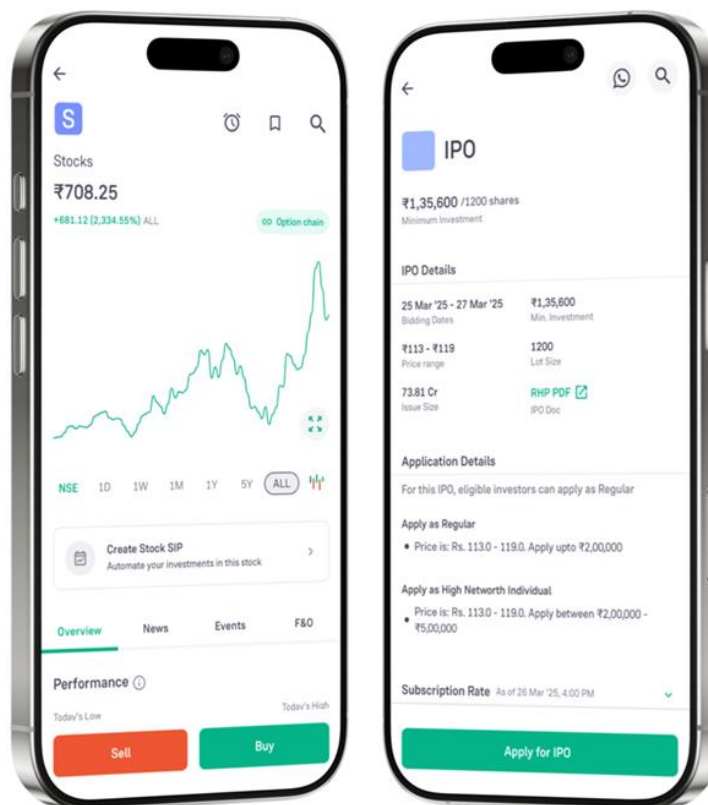 S
Stocks
₹708.25
+681.12 (2,334.55%) ALL
Option chain
NSE 1D 1W 1M 1Y 5Y ALL
Create Stock SIP
Automate your investments in this stock
Overview News Events F&O
Performance
Today's Low Today's High
Sell Buy
IPO
₹1,35,600 /1200 shares
Minimum Investment
IPO Details
25 Mar '25 - 27 Mar '25 ₹1,35,600
Bidding Dates Min. Investment
₹113 - ₹119 1200
Price range Lot Size
73.81 Cr RHP PDF
Issue Size IPO Doc
Application Details
For this IPO, eligible investors can apply as Regular
Apply as Regular
• Price is: Rs. 113.0 - 119.0. Apply upto ₹2,00,000
Apply as High Networth Individual
• Price is: Rs. 113.0 - 119.0. Apply between ₹2,00,000 -
₹5,00,000
Subscription Rate As of 26 Mar '25, 4:00 PM
Apply for IPO